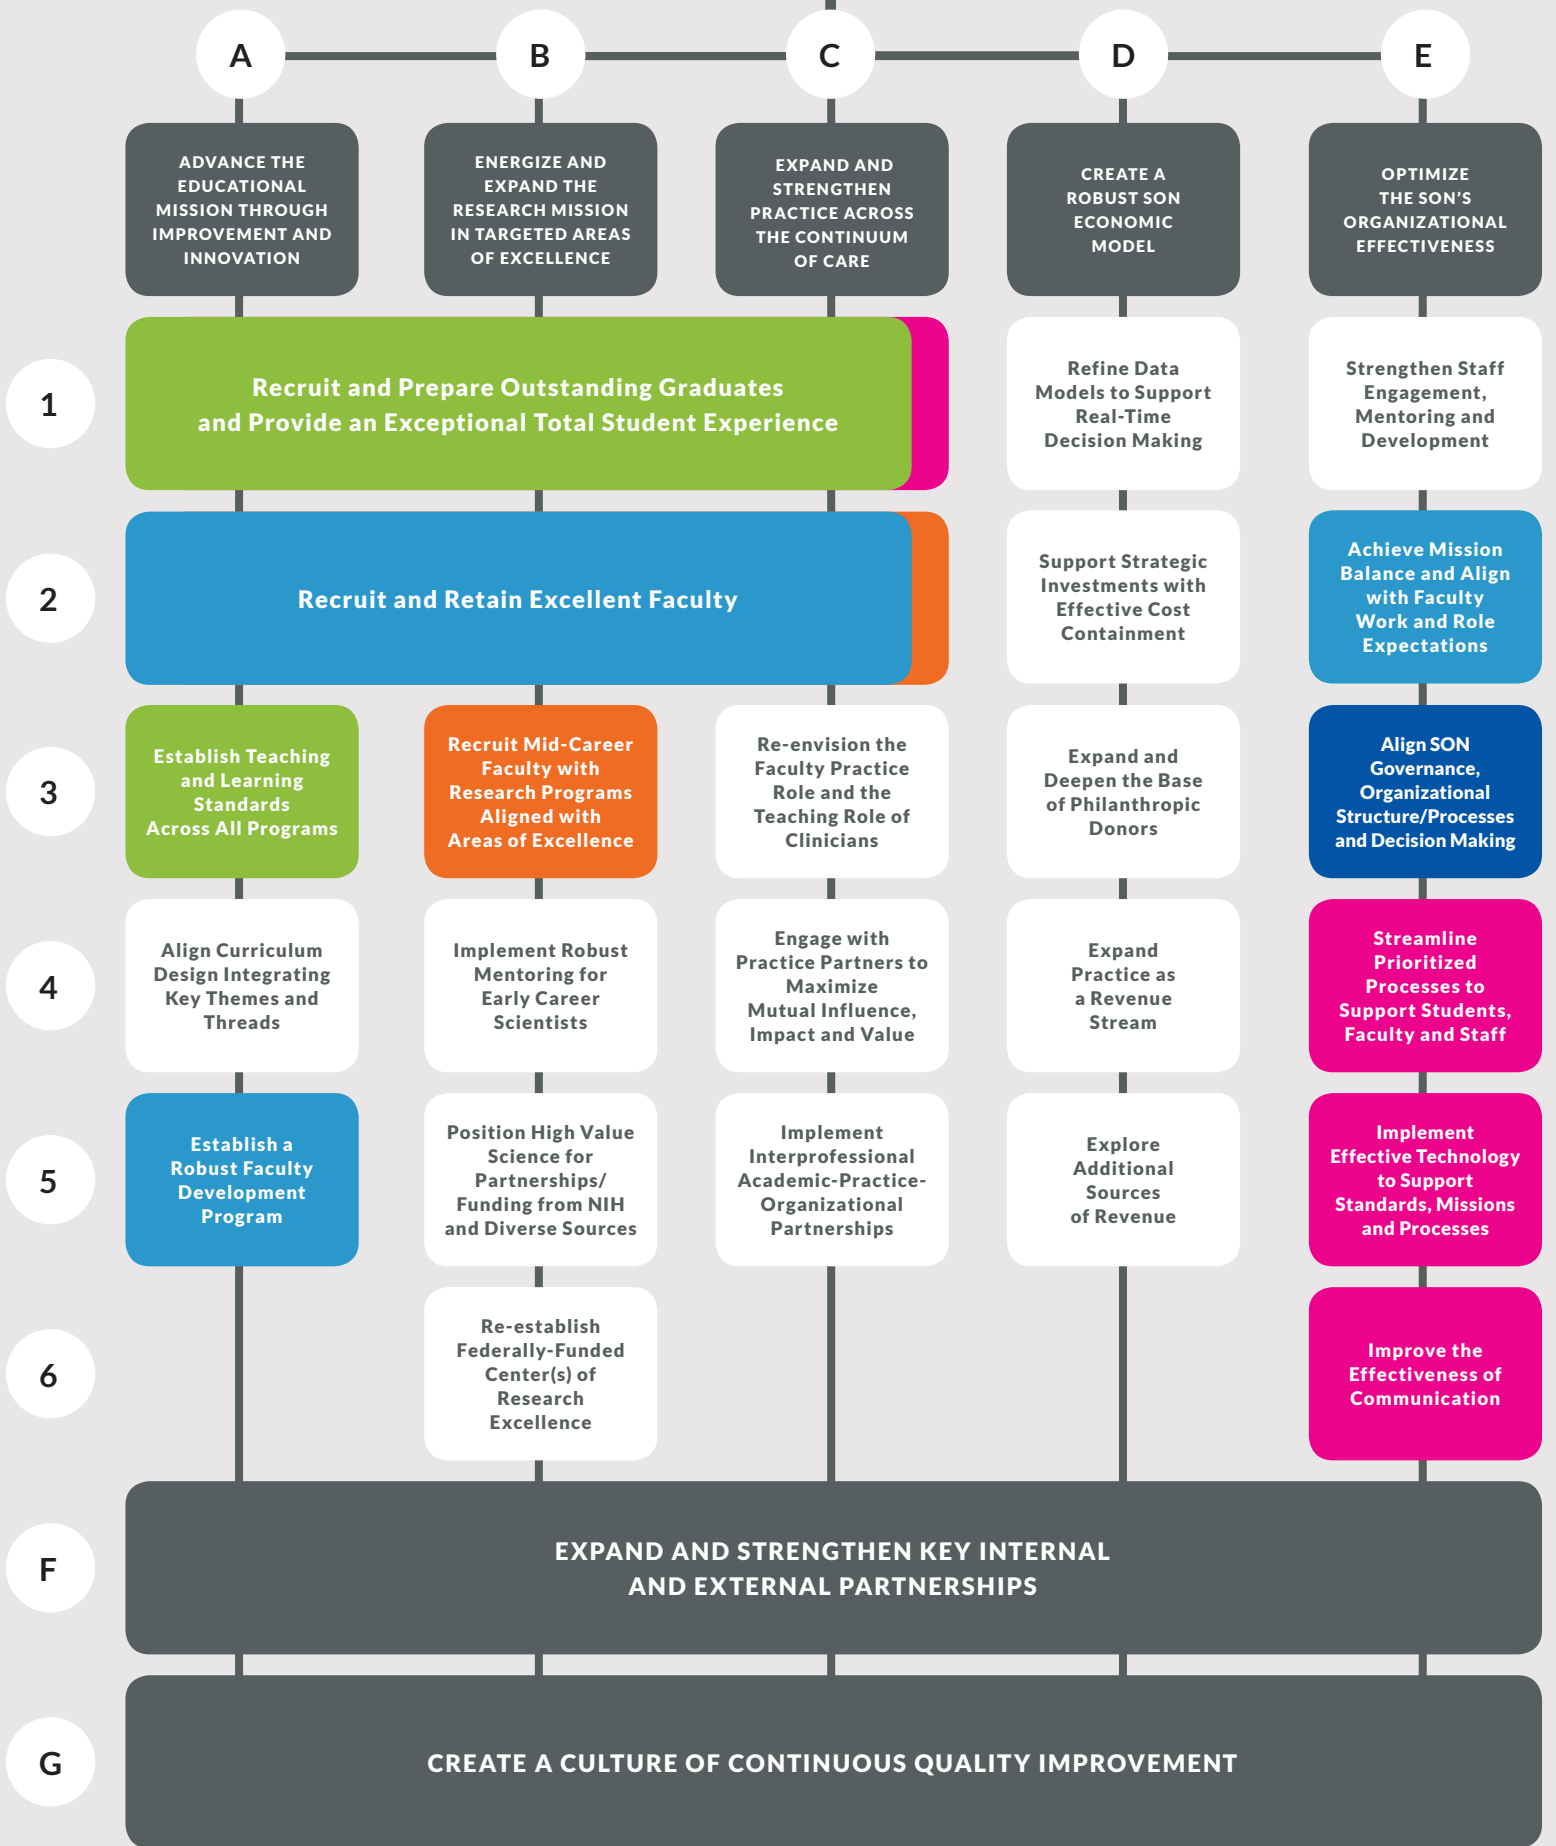 A
B
C
D
E
ADVANCE THE
EDUCATIONAL
MISSION THROUGH
IMPROVEMENT AND
INNOVATION
ENERGIZE AND
EXPAND THE
RESEARCH MISSION
IN TARGETED AREAS
OF EXCELLENCE
EXPAND AND
STRENGTHEN
PRACTICE ACROSS
THE CONTINUUM
OF CARE
CREATE A
ROBUST SON
ECONOMIC
MODEL
OPTIMIZE
THE SON'S
ORGANIZATIONAL
EFFECTIVENESS
1
Recruit and Prepare Outstanding Graduates
and Provide an Exceptional Total Student Experience
Refine Data
Models to Support
Real-Time
Decision Making
Strengthen Staff
Engagement,
Mentoring and
Development
2
Recruit and Retain Excellent Faculty
Support Strategic
Investments with
Effective Cost
Containment
Achieve Mission
Balance and Align
with Faculty
Work and Role
Expectations
3
Establish Teaching
and Learning
Standards
Across All Programs
Recruit Mid-Career
Faculty with
Research Programs
Aligned with
Areas of Excellence
Re-envision the
Faculty Practice
Role and the
Teaching Role of
Clinicians
Expand and
Deepen the Base
of Philanthropic
Donors
Align SON
Governance,
Organizational
Structure/Processes
and Decision Making
4
Align Curriculum
Design Integrating
Key Themes and
Threads
Implement Robust
Mentoring for
Early Career
Scientists
Engage with
Practice Partners to
Maximize
Mutual Influence,
Impact and Value
Expand
Practice as
a Revenue
Stream
Streamline
Prioritized
Processes to
Support Students,
Faculty and Staff
5
Establish a
Robust Faculty
Development
Program
Position High Value
Science for
Partnerships/
Funding from NIH
and Diverse Sources
Implement
Interprofessional
Academic-Practice-
Organizational
Partnerships
Explore
Additional
Sources
of Revenue
Implement
Effective Technology
to Support
Standards, Missions
and Processes
6
Re-establish
Federally-Funded
Center(s) of
Research
Excellence
Improve the
Effectiveness of
Communication
F
EXPAND AND STRENGTHEN KEY INTERNAL
AND EXTERNAL PARTNERSHIPS
G
CREATE A CULTURE OF CONTINUOUS QUALITY IMPROVEMENT